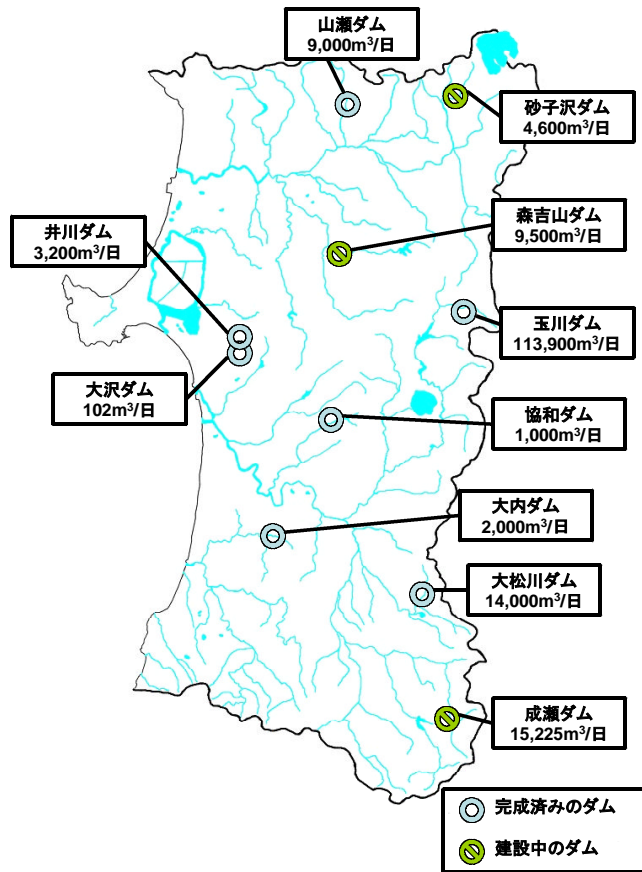 山瀬ダム
9,000m³/日
砂子沢ダム
4,600m³/日
森吉山ダム
9,500m³/日
井川ダム
3,200m³/日
玉川ダム
113,900m³/日
大沢ダム
102m³/日
協和ダム
1,000m³/日
大内ダム
2,000m³/日
大松川ダム
14,000m³/日
成瀬ダム
15,225m³/日
完成済みのダム
建設中のダム